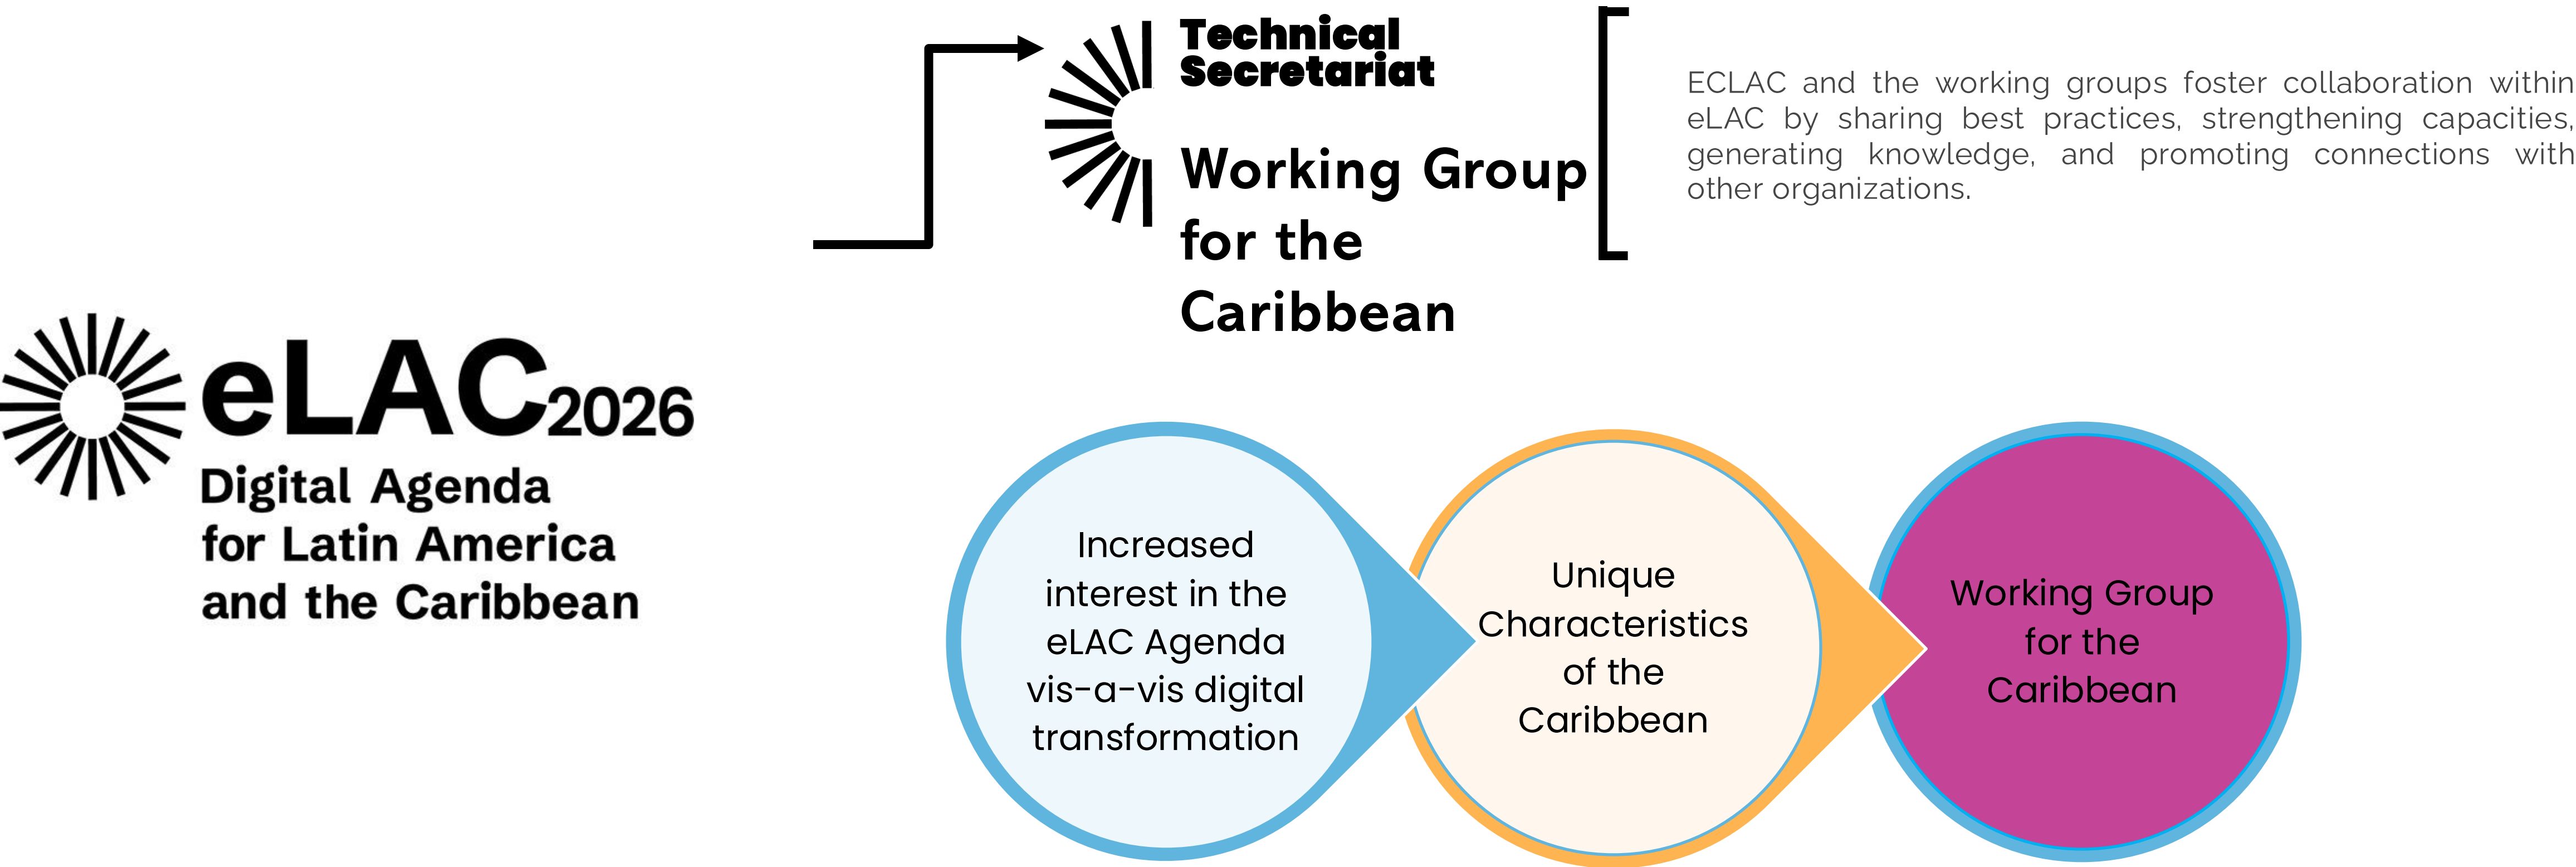 Technical
Secretariat
Working Group
for the
Caribbean
ECLAC and the working groups foster collaboration within
eLAC by sharing best practices, strengthening capacities,
generating knowledge, and promoting connections with
other organizations.
eLAC2026
Digital Agenda
for Latin America
and the Caribbean
Increased
interest in the
eLAC Agenda
vis-a-vis digital
transformation
Unique
Characteristics
of the
Caribbean
Working Group
for the
Caribbean